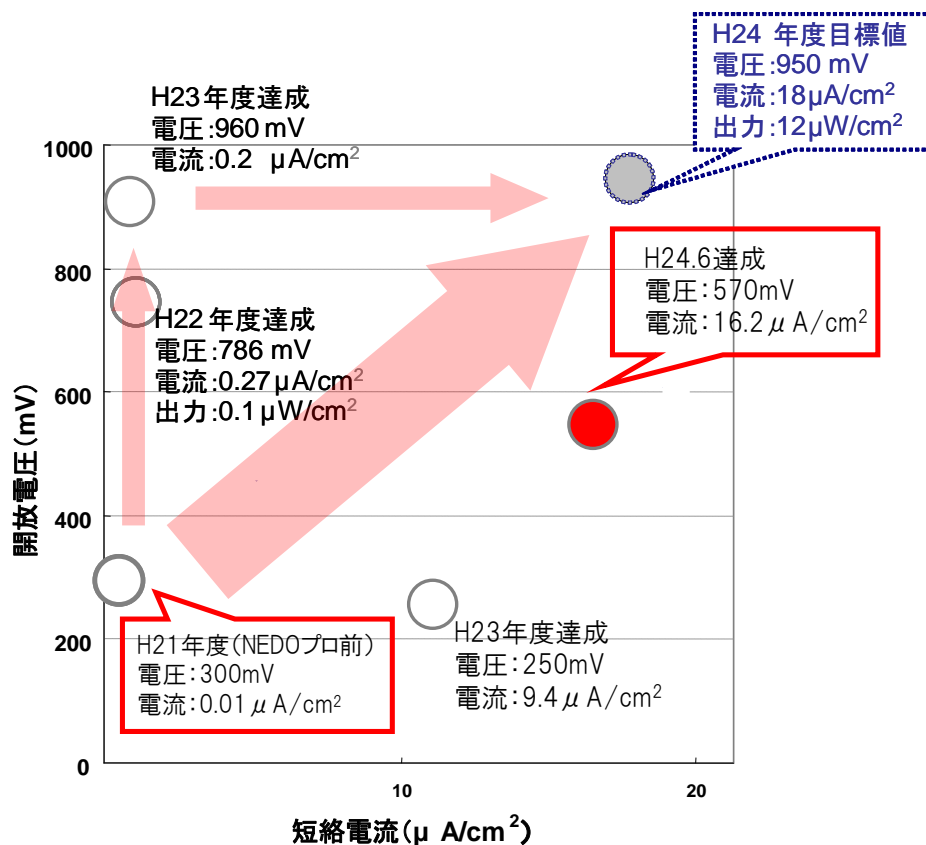 H24 年度目標値
電圧:950 mV
電流:18μA/cm²
出力:12μW/cm²
H23年度達成
電圧:960 mV
電流:0.2 μA/cm²
1000
H24.6達成
電圧:570mV
電流:16.2μA/cm²
800
H22年度達成
電圧:786 mV
電流:0.27μA/cm²
出力:0.1μW/cm²
600
開放電圧(mV)
400
H21年度(NEDOプロ前)
電圧:300mV
電流:0.01μA/cm²
H23年度達成
電圧:250mV
電流:9.4μA/cm²
200
0
10
20
短絡電流(μ A/cm²)